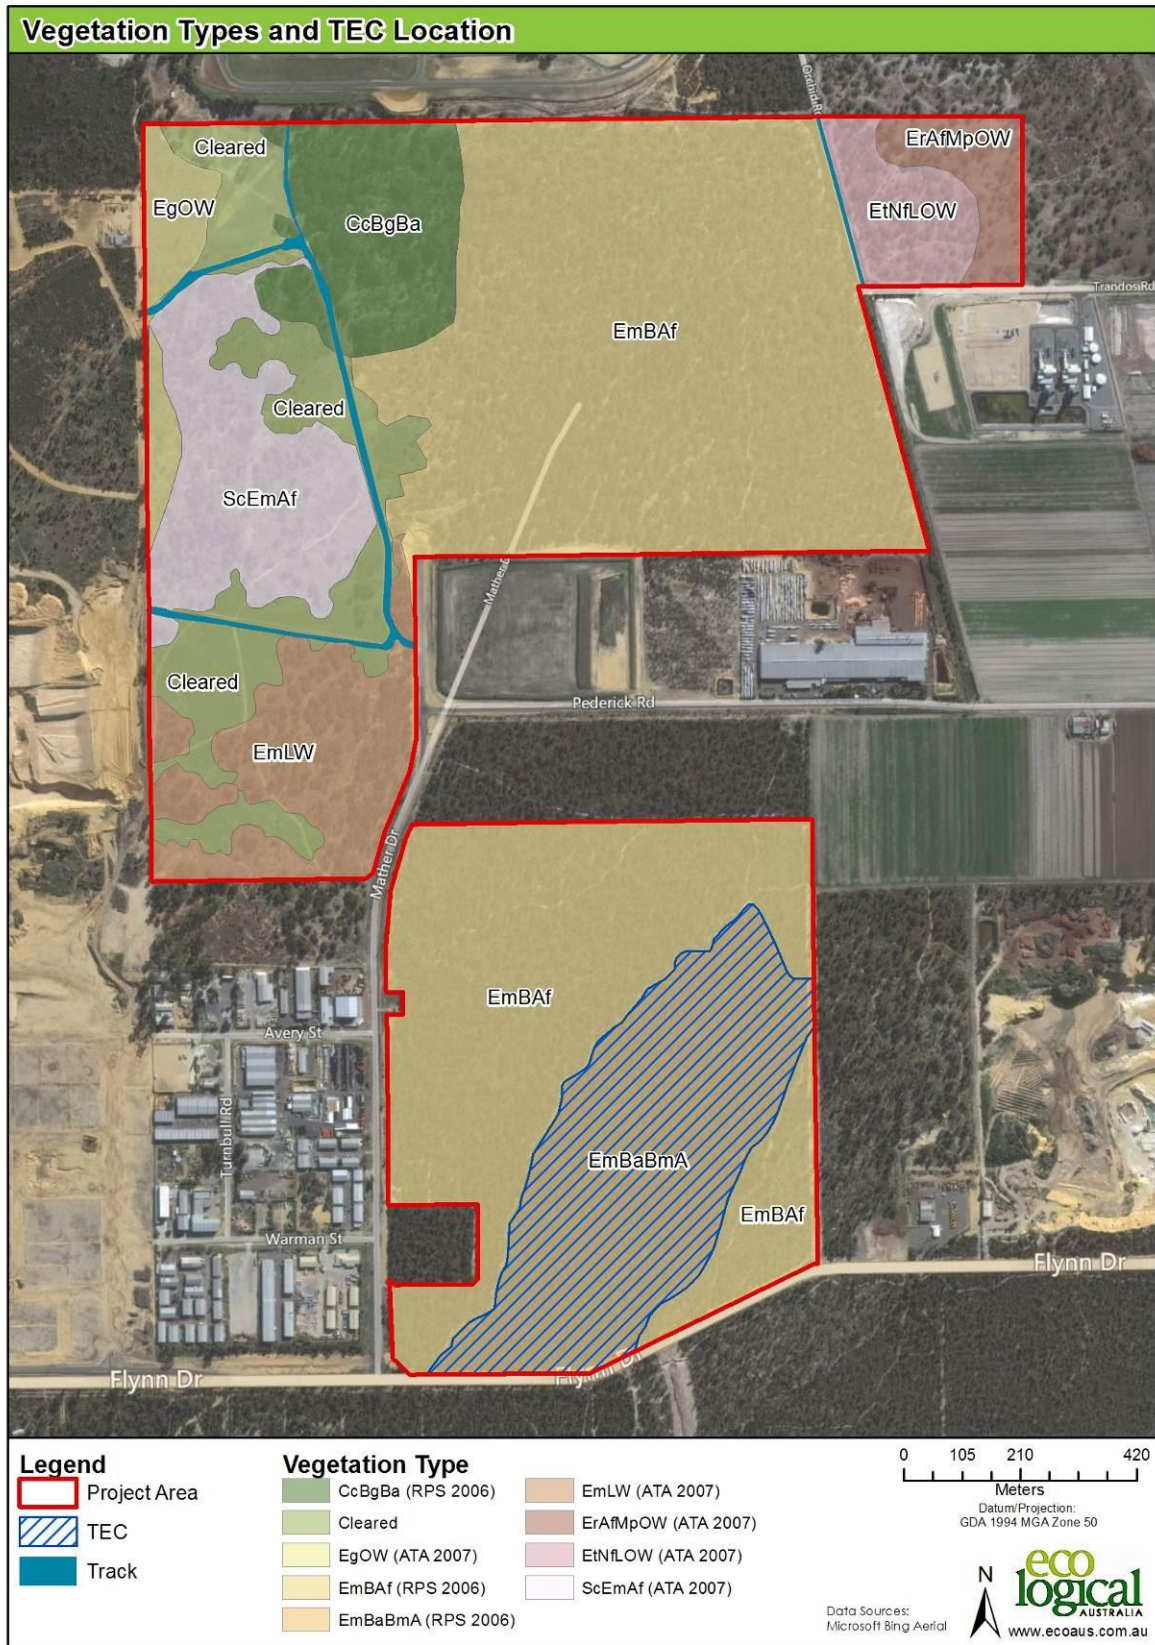 Vegetation Types and TEC Location
Orchid Rd
Cleared
ErAfMpOW
EgOW
EtNfLOW
CcBgBa
Trandos Rd
EmBAf
Cleared
ScEmAf
Mather
Cleared
Pederick Rd
EmLW
Mather Dr
EmBAf
Avery St
Turnbull Rd
EmBaBmA
EmBAf
Warman St
Flynn Dr
Flynn Dr
Flynn Dr
Legend
Project Area
TEC
Track
Vegetation Type
CcBgBa (RPS 2006)
Cleared
EgOW (ATA 2007)
EmBAf (RPS 2006)
EmBaBmA (RPS 2006)
EmLW (ATA 2007)
ErAfMpOW (ATA 2007)
EtNfLOW (ATA 2007)
ScEmAf (ATA 2007)
0 105 210 420
Meters
Datum/Projection:
GDA 1994 MGA Zone 50
N
Data Sources:
Microsoft Bing Aerial
eco
logical
AUSTRALIA
www.ecoaus.com.au